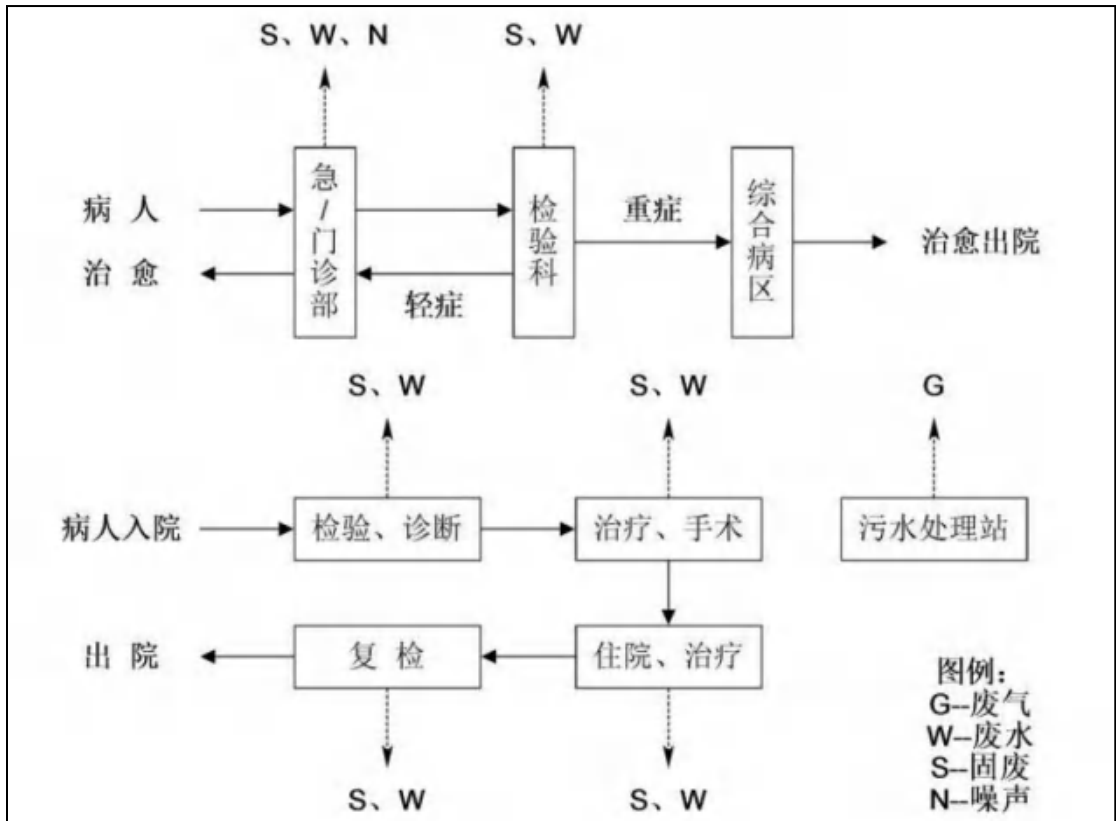 S、W、N
S、W
急/门诊部
检验科
综合病区
病 人
重症
治愈出院
治 愈
轻症
S、W
S、W
G
病人入院
检验、诊断
治疗、手术
污水处理站
出 院
复 检
住院、治疗
图例：
G--废气
W--废水
S--固废
N--噪声
S、W
S、W